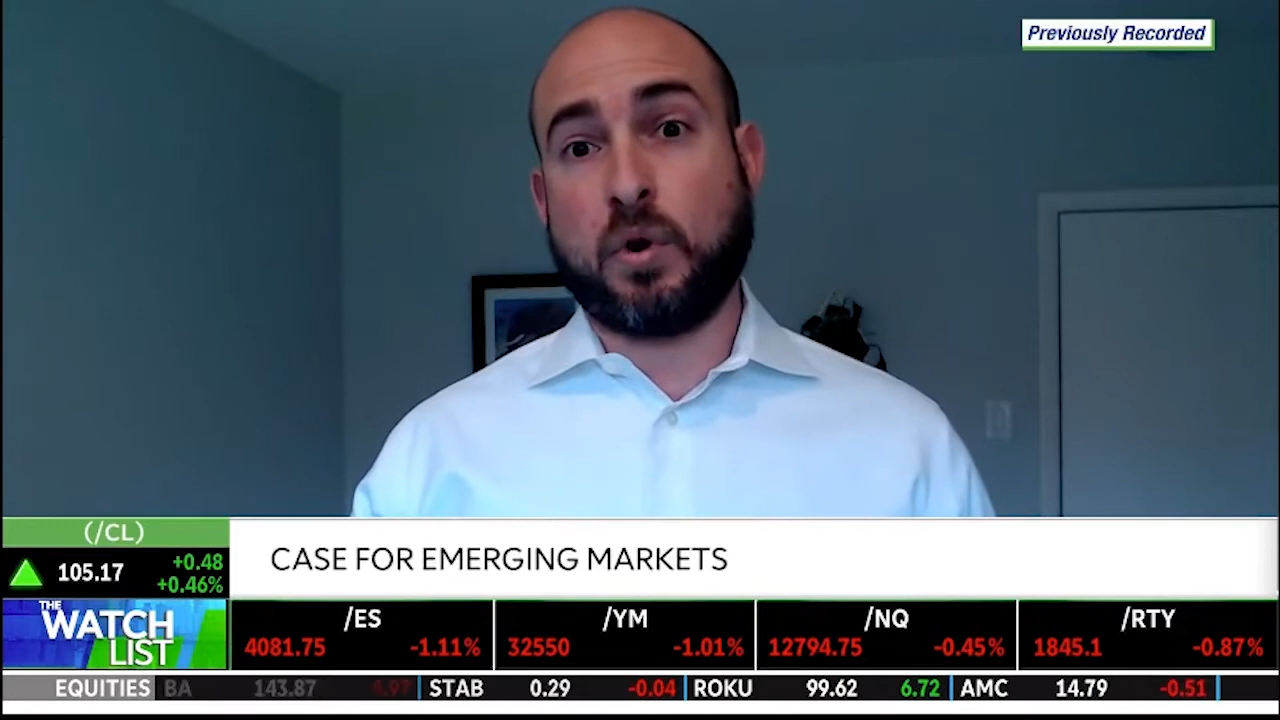 Previously Recorded
(/CL)
105.17
+0.48
+0.46%
CASE FOR EMERGING MARKETS
THE
WATCH
LIST
/ES
4081.75 -1.11%
/YM
32550 -1.01%
/NQ
12794.75 -0.45%
/RTY
1845.1 -0.87%
EQUITIES BA 143.87 4.97 STAB 0.29 -0.04 ROKU 99.62 6.72 AMC 14.79 -0.51